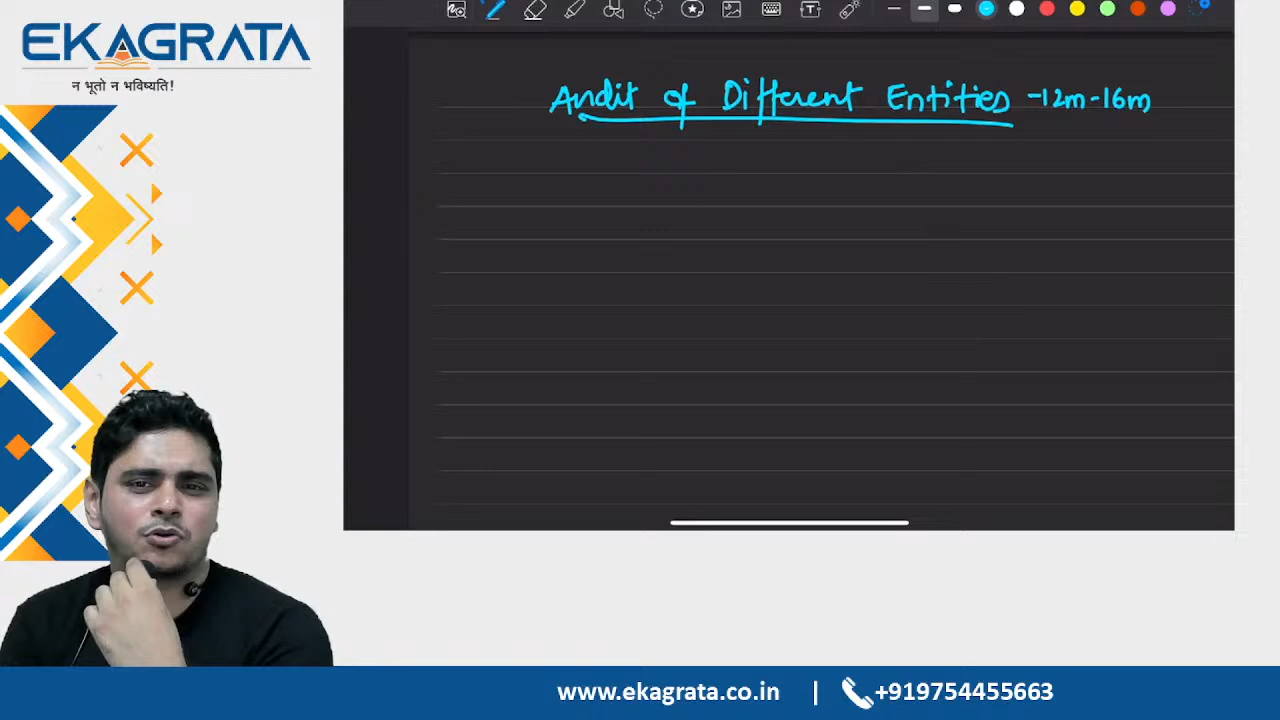 EKAGRATA
न भूतो न भविष्यति!
Audit of Different Entities -12m-16m
www.ekagrata.co.in | +919754455663